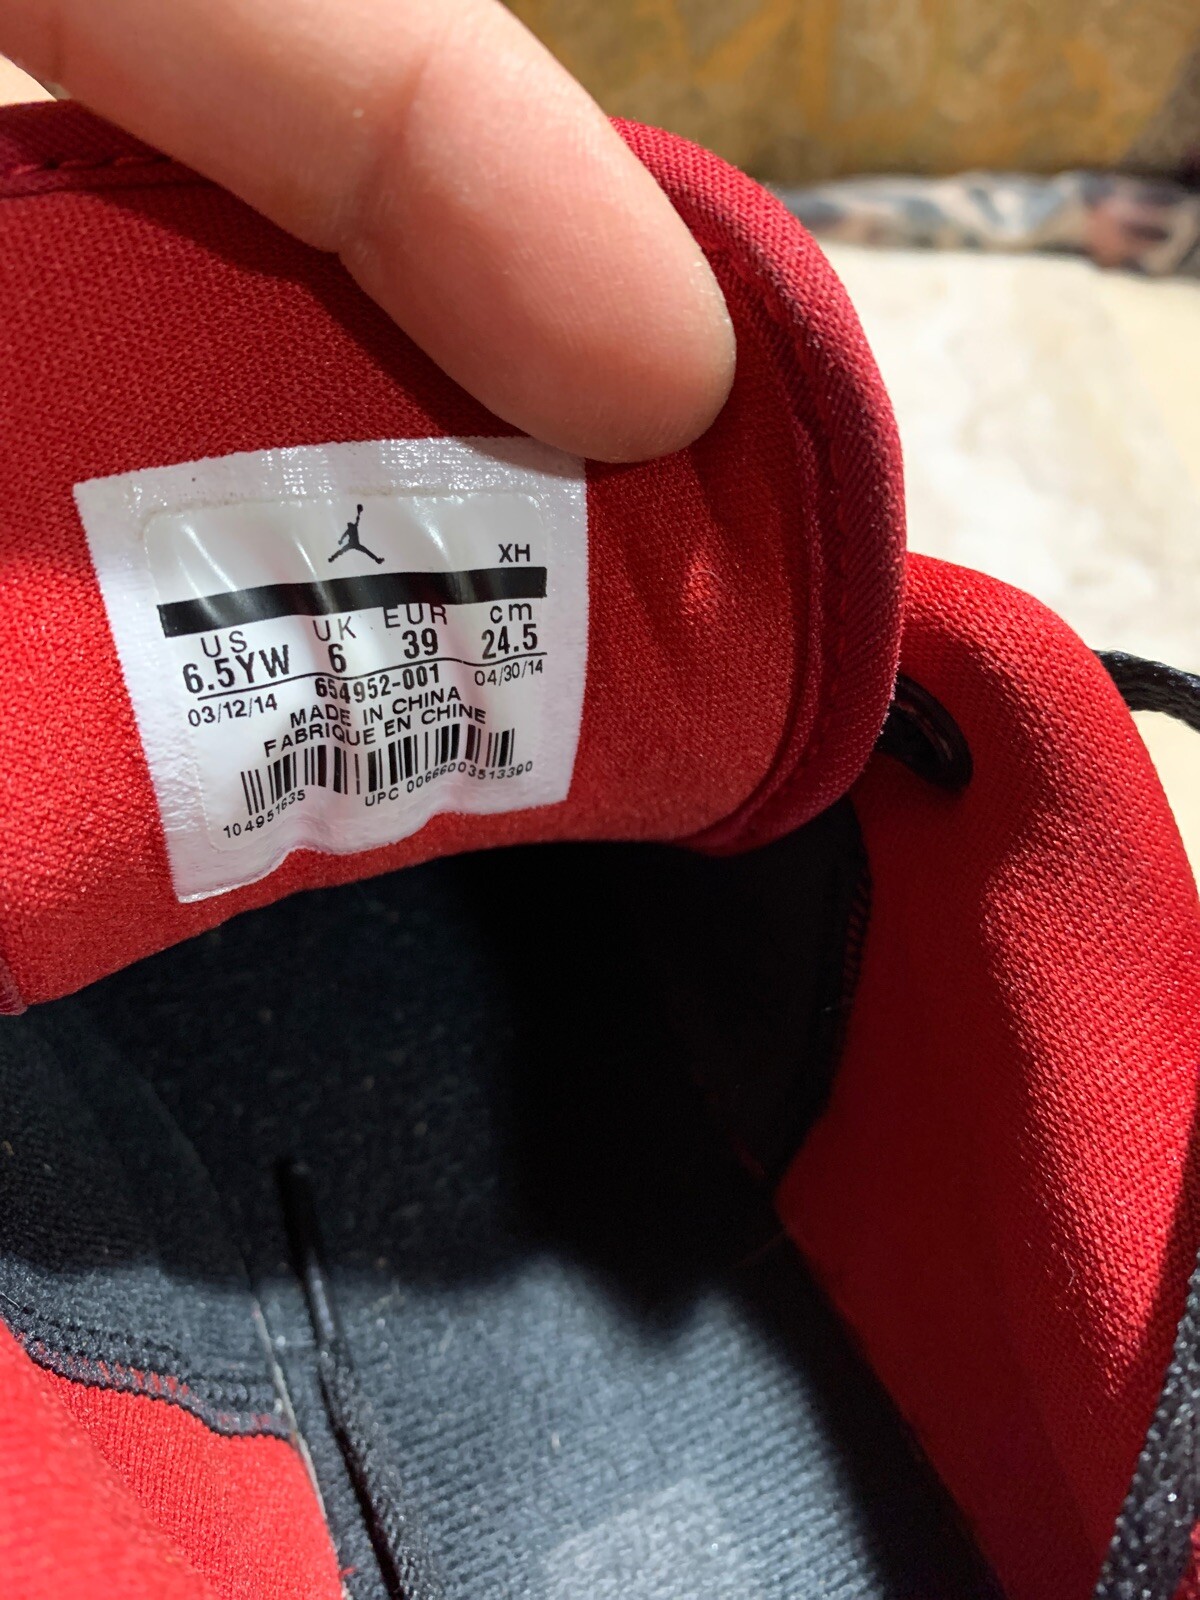 XH
US UK EUR cm
6.5YW 6 39 24.5
03/12/14 654952-001 04/30/14
MADE IN CHINA
FABRIQUE EN CHINE
104951635 UPC 00666003513390